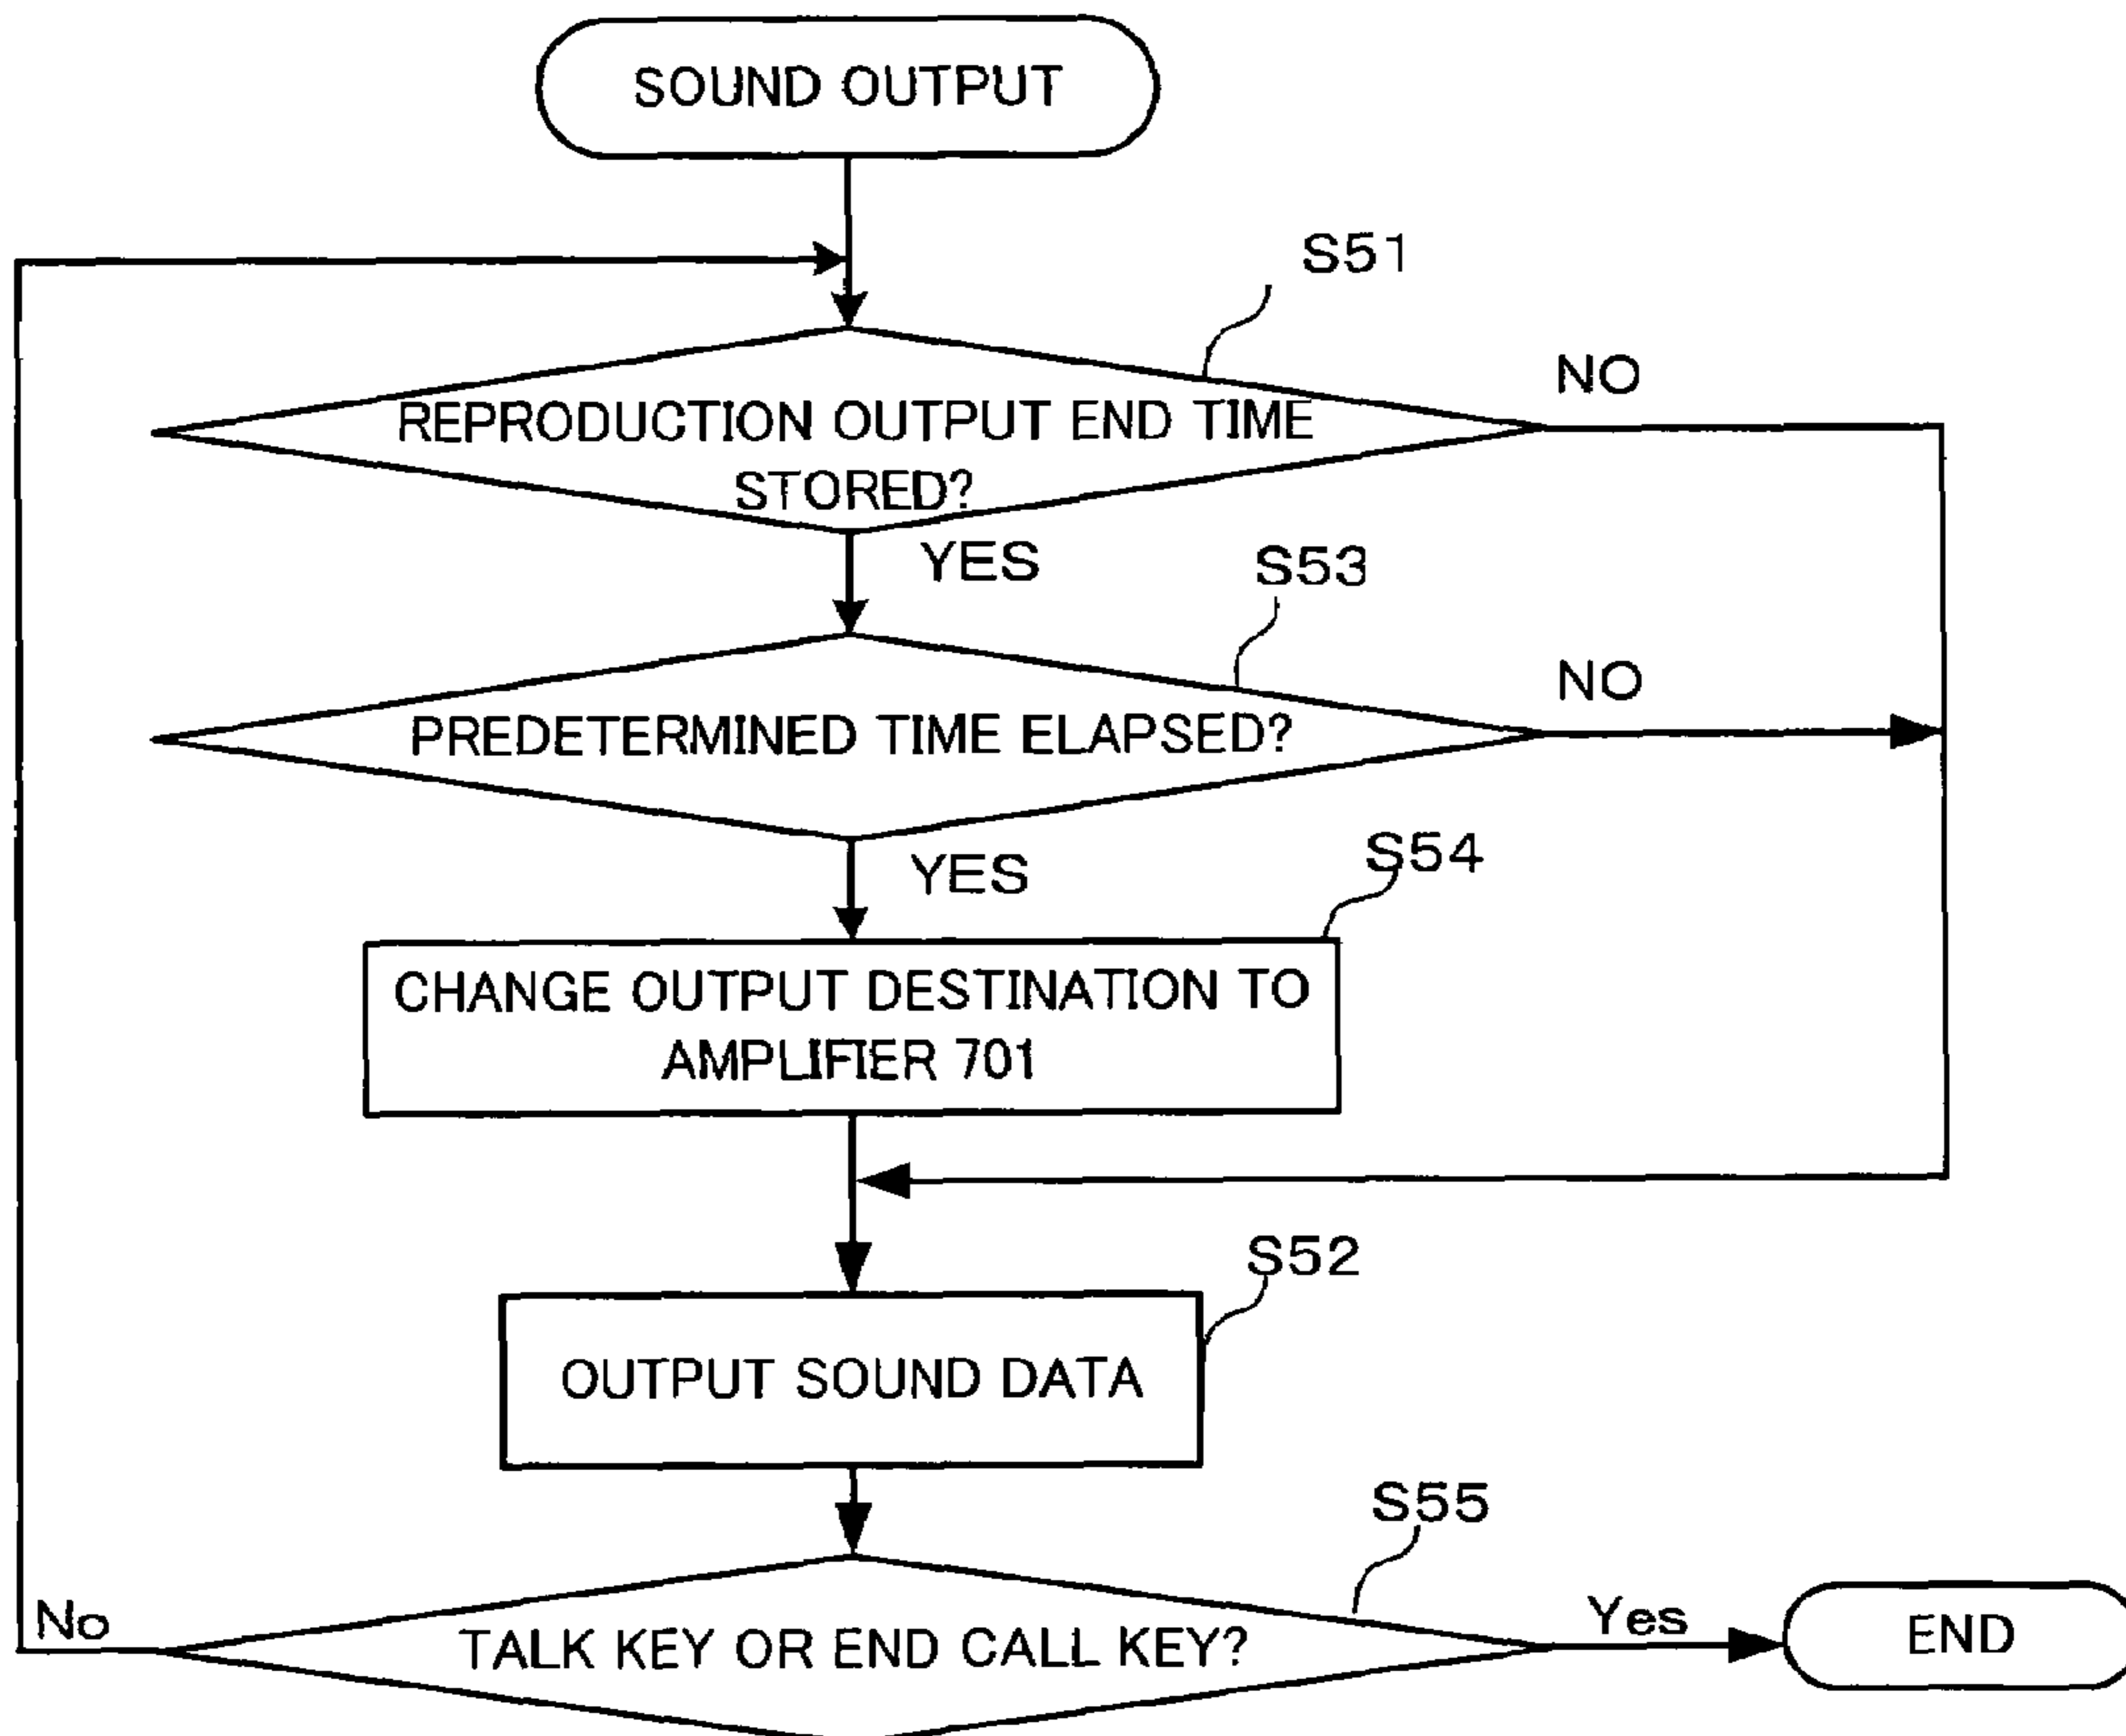 SOUND OUTPUT
S51
NO
REPRODUCTION OUTPUT END TIME
STORED?
YES
S53
NO
PREDETERMINED TIME ELAPSED?
YES
S54
CHANGE OUTPUT DESTINATION TO
AMPLIFIER 701
S52
OUTPUT SOUND DATA
S55
No
TALK KEY OR END CALL KEY?
Yes
END